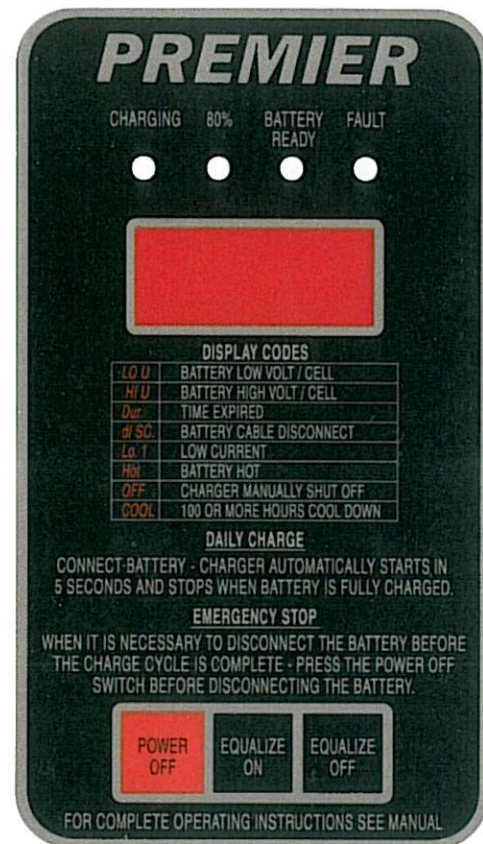 PREMIER
CHARGING 80% BATTERY READY FAULT
DISPLAY CODES
LO U BATTERY LOW VOLT / CELL
HI U BATTERY HIGH VOLT / CELL
Dur. TIME EXPIRED
dI SC. BATTERY CABLE DISCONNECT
Lo. 1 LOW CURRENT
Hot BATTERY HOT
OFF CHARGER MANUALLY SHUT OFF
COOL 100 OR MORE HOURS COOL DOWN
DAILY CHARGE
CONNECT-BATTERY - CHARGER AUTOMATICALLY STARTS IN
5 SECONDS AND STOPS WHEN BATTERY IS FULLY CHARGED.
EMERGENCY STOP
WHEN IT IS NECESSARY TO DISCONNECT THE BATTERY BEFORE
THE CHARGE CYCLE IS COMPLETE - PRESS THE POWER OFF
SWITCH BEFORE DISCONNECTING THE BATTERY.
POWER OFF EQUALIZE ON EQUALIZE OFF
FOR COMPLETE OPERATING INSTRUCTIONS SEE MANUAL